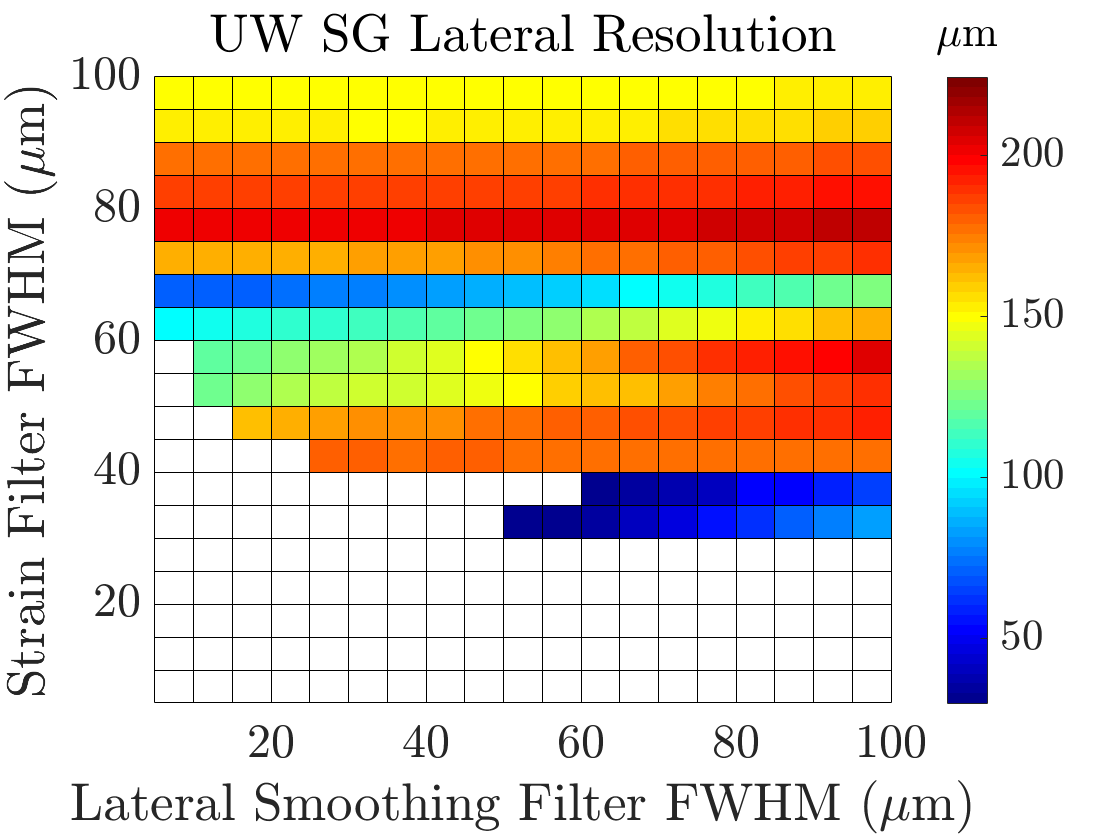 UW SG Lateral Resolution
μm
100
80
60
40
20
Strain Filter FWHM (μm)
20 40 60 80 100
Lateral Smoothing Filter FWHM (μm)
200
150
100
50